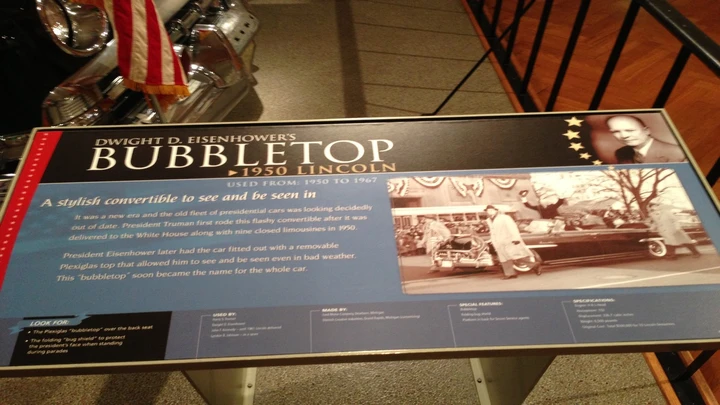 DWIGHT D. EISENHOWER'S
BUBBLETOP
▸1950 LINCOLN
USED FROM: 1950 TO 1967
A stylish convertible to see and be seen in
It was a new era and the old fleet of presidential cars was looking decidedly
out of date. President Truman first rode this flashy convertible after it was
delivered to the White House along with nine closed limousines in 1950.
President Eisenhower later had the car fitted out with a removable
Plexiglas top that allowed him to see and be seen even in bad weather.
This "bubbletop" soon became the name for the whole car.
LOOK FOR:
• The Plexiglas "bubbletop" over the back seat
• The folding "bug shield" to protect
the president's face when standing
during parades
USED BY:
Harry S Truman
Dwight D. Eisenhower
MADE BY:
SPECIAL FEATURES:
SPECIFICATIONS: